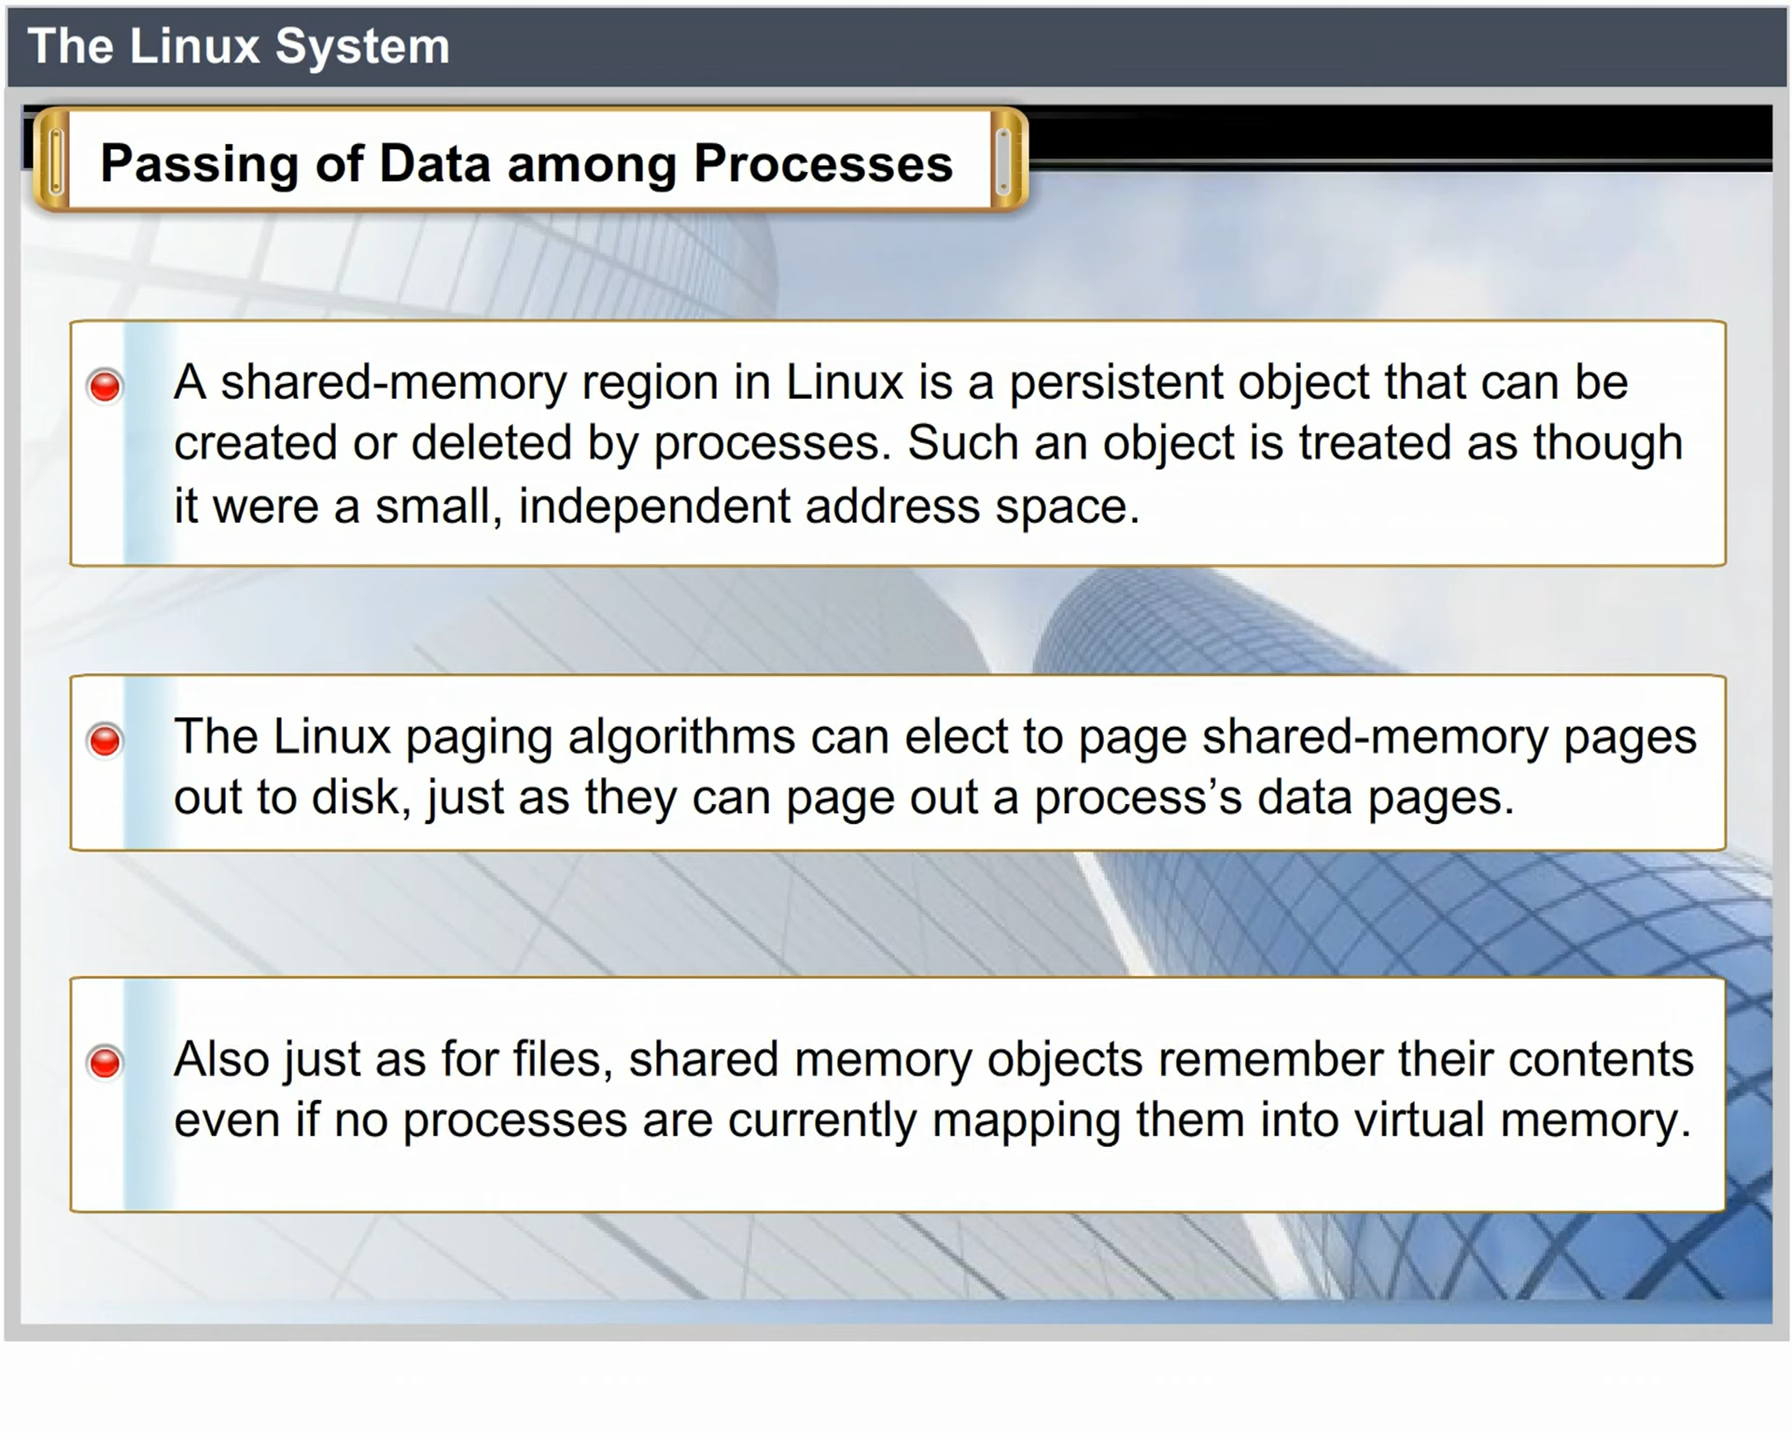 The Linux System
Passing of Data among Processes
A shared-memory region in Linux is a persistent object that can be
created or deleted by processes. Such an object is treated as though
it were a small, independent address space.
The Linux paging algorithms can elect to page shared-memory pages
out to disk, just as they can page out a process’s data pages.
Also just as for files, shared memory objects remember their contents
even if no processes are currently mapping them into virtual memory.